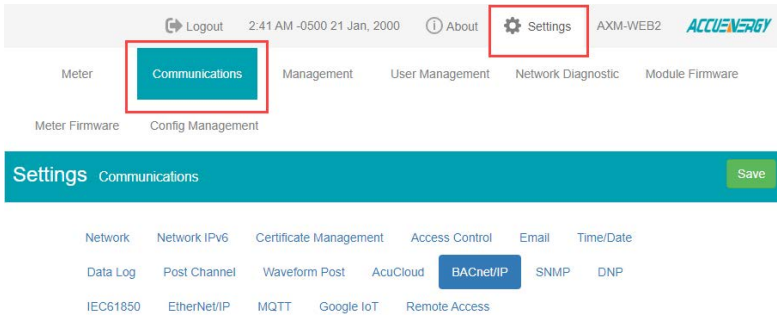 Logout 2:41 AM -0500 21 Jan, 2000 About Settings AXM-WEB2 ACCUENERGY
Meter Communications Management User Management Network Diagnostic Module Firmware
Meter Firmware Config Management
Settings Communications Save
Network Network IPv6 Certificate Management Access Control Email Time/Date
Data Log Post Channel Waveform Post AcuCloud BACnet/IP SNMP DNP
IEC61850 EtherNet/IP MQTT Google IoT Remote Access